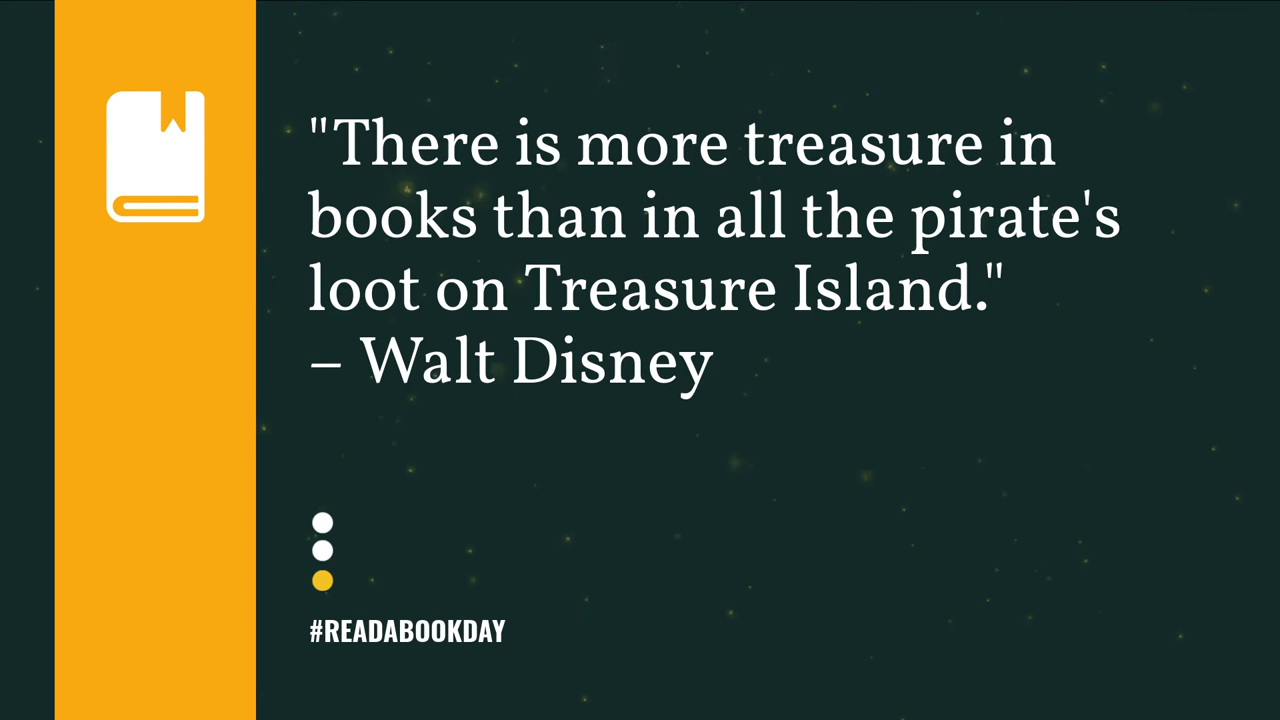 "There is more treasure in
books than in all the pirate's
loot on Treasure Island."
– Walt Disney
#READABOOKDAY